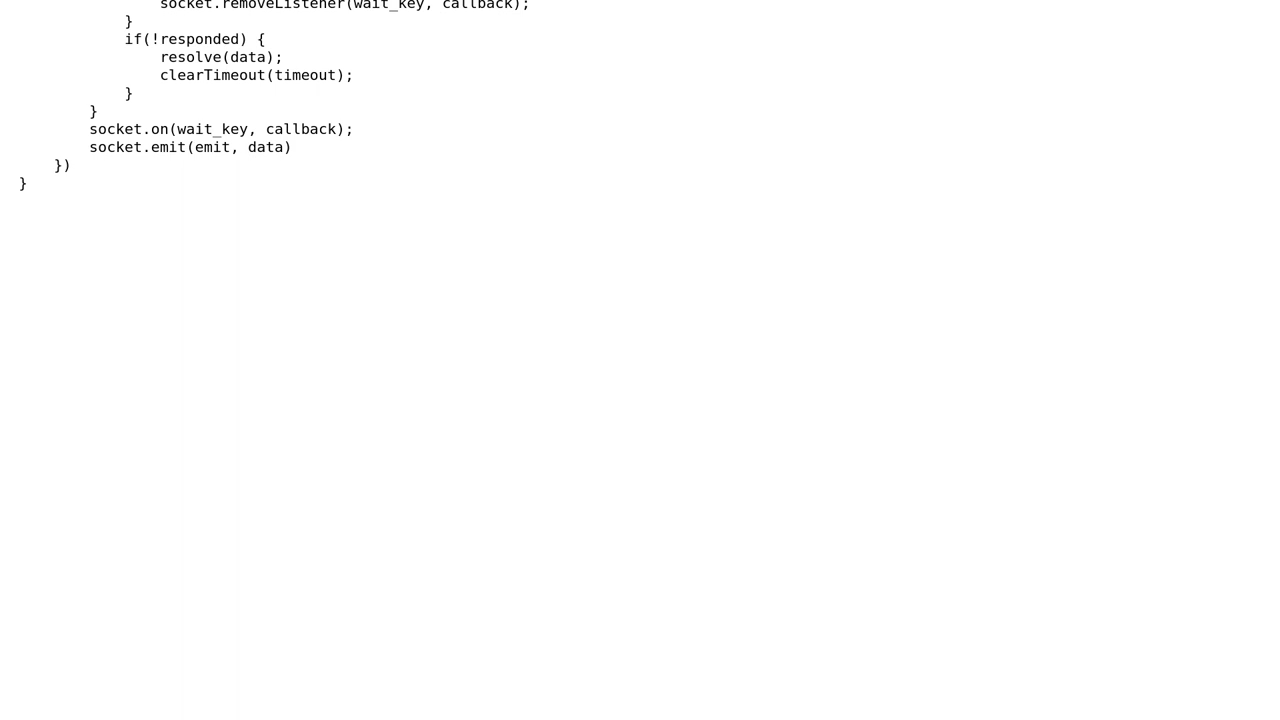 socket.removeListener(wait_key, callback);
}
if(!responded) {
resolve(data);
clearTimeout(timeout);
}
}
socket.on(wait_key, callback);
socket.emit(emit, data)
})
}